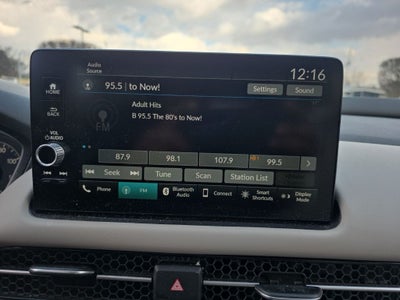 Audio
Source
12:16
HOME
95.5 | to Now!
Settings
Sound
BACK
Adult Hits
B 95.5 The 80's to Now!
FM
VOL
AUDIO
87.9
98.1
107.9
99.5
Seek
Tune
Scan
Station List
Phone
FM
Bluetooth
Audio
Connect
Smart
Shortcuts
Display
Mode
100